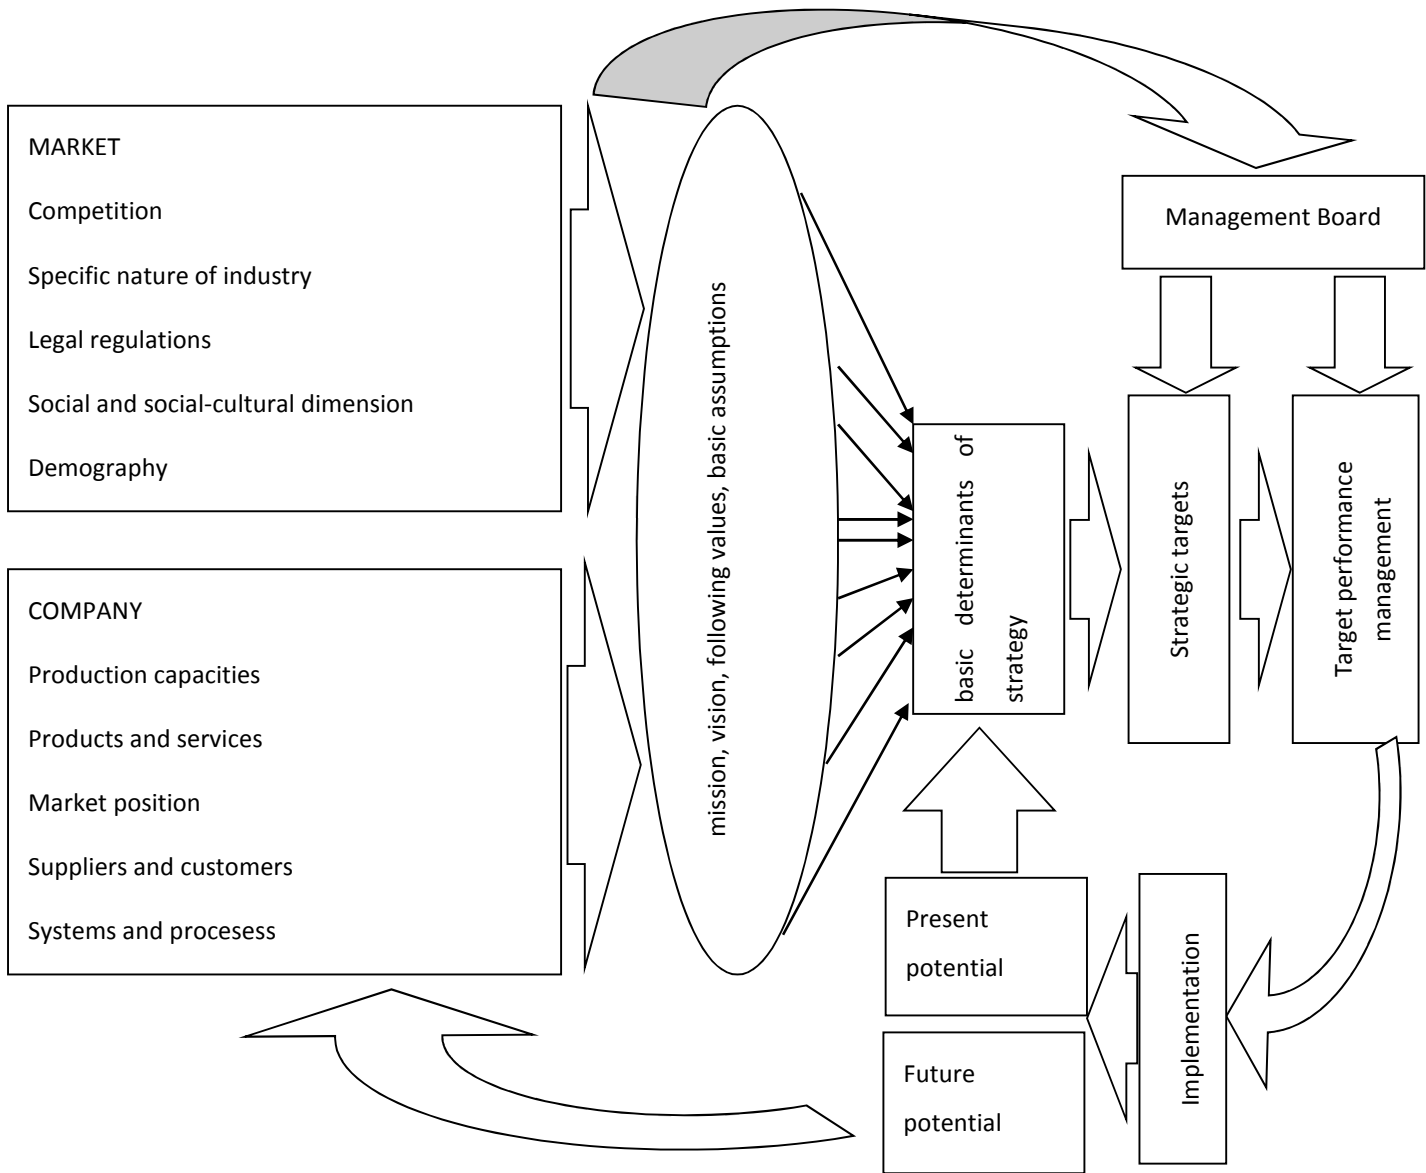 MARKET
Competition
Specific nature of industry
Legal regulations
Social and social-cultural dimension
Demography
COMPANY
Production capacities
Products and services
Market position
Suppliers and customers
Systems and procesess
mission, vision, following values, basic assumptions
basic determinants of
strategy
Management Board
Strategic targets
Target performance
management
Present
potential
Future
potential
Implementation